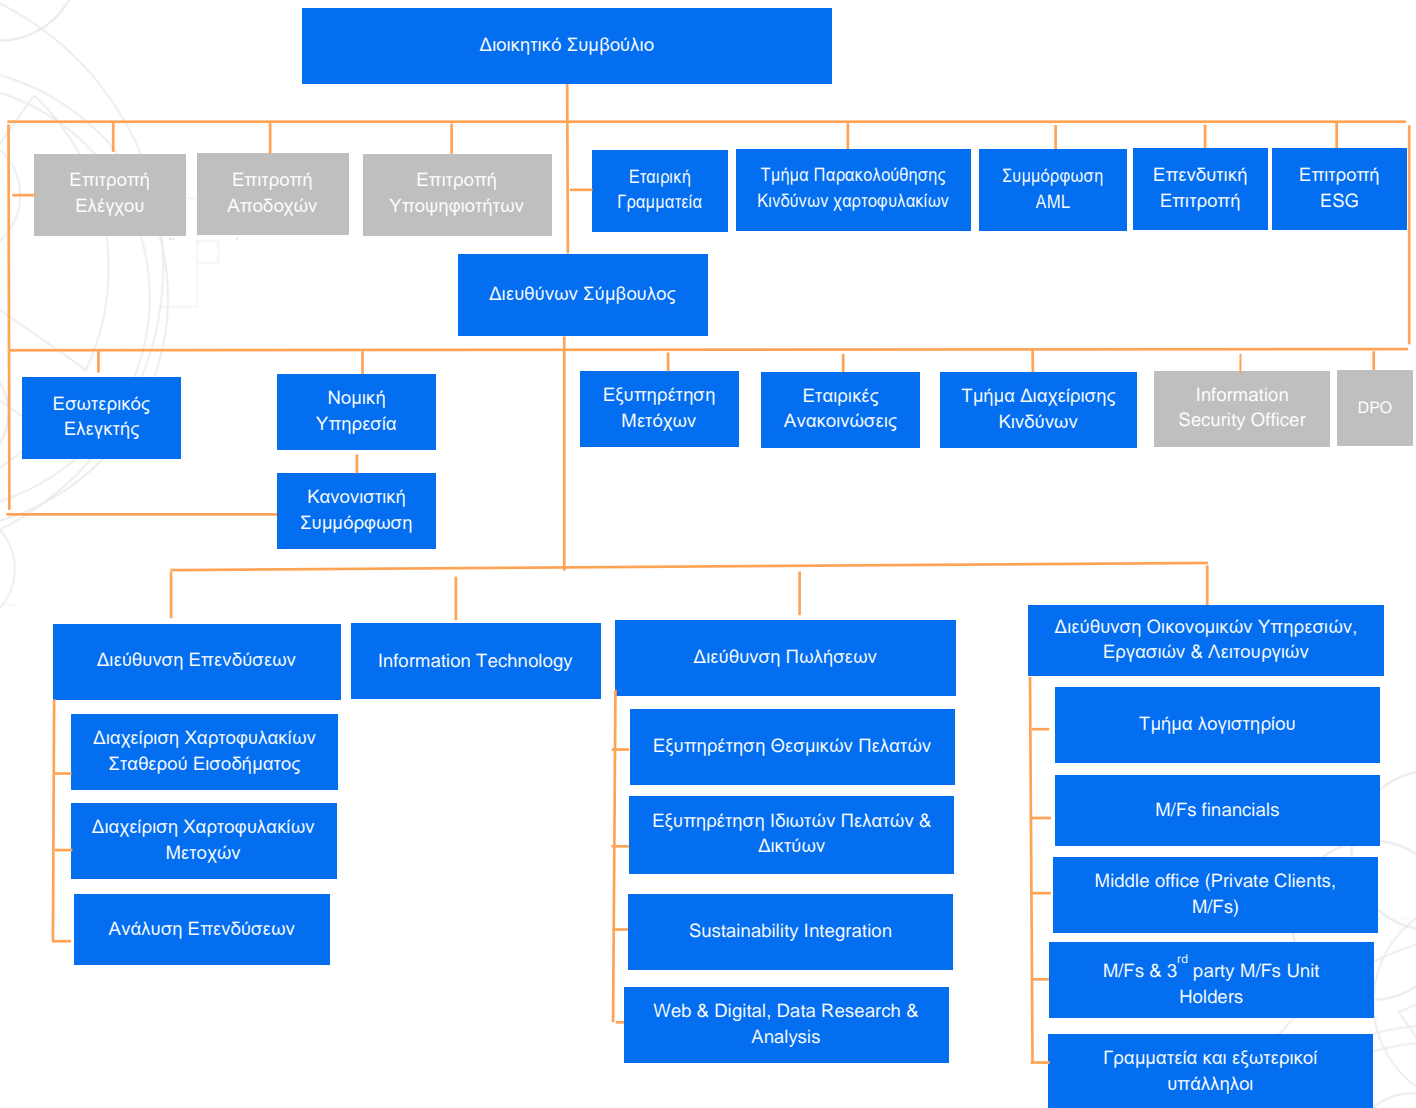 Διοικητικό Συμβούλιο
Επιτροπή
Ελέγχου
Επιτροπή
Αποδοχών
Επιτροπή
Υποψηφιοτήτων
Εταιρική
Γραμματεία
Τμήμα Παρακολούθησης
Κινδύνων χαρτοφυλακίων
Συμμόρφωση
AML
Επενδυτική
Επιτροπή
Επιτροπή
ESG
Διευθύνων Σύμβουλος
Εσωτερικός
Ελεγκτής
Νομική
Υπηρεσία
Εξυπηρέτηση
Μετόχων
Εταιρικές
Ανακοινώσεις
Τμήμα Διαχείρισης
Κινδύνων
Information
Security Officer
DPO
Κανονιστική
Συμμόρφωση
Διεύθυνση Επενδύσεων
Διαχείριση Χαρτοφυλακίων
Σταθερού Εισοδήματος
Διαχείριση Χαρτοφυλακίων
Μετοχών
Ανάλυση Επενδύσεων
Information Technology
Διεύθυνση Πωλήσεων
Εξυπηρέτηση Θεσμικών Πελατών
Εξυπηρέτηση Ιδιωτών Πελατών &
Δικτύων
Sustainability Integration
Web & Digital, Data Research &
Analysis
Διεύθυνση Οικονομικών Υπηρεσιών,
Εργασιών & Λειτουργιών
Τμήμα λογιστηρίου
M/Fs financials
Middle office (Private Clients,
M/Fs)
M/Fs & 3rd party M/Fs Unit
Holders
Γραμματεία και εξωτερικοί
υπάλληλοι